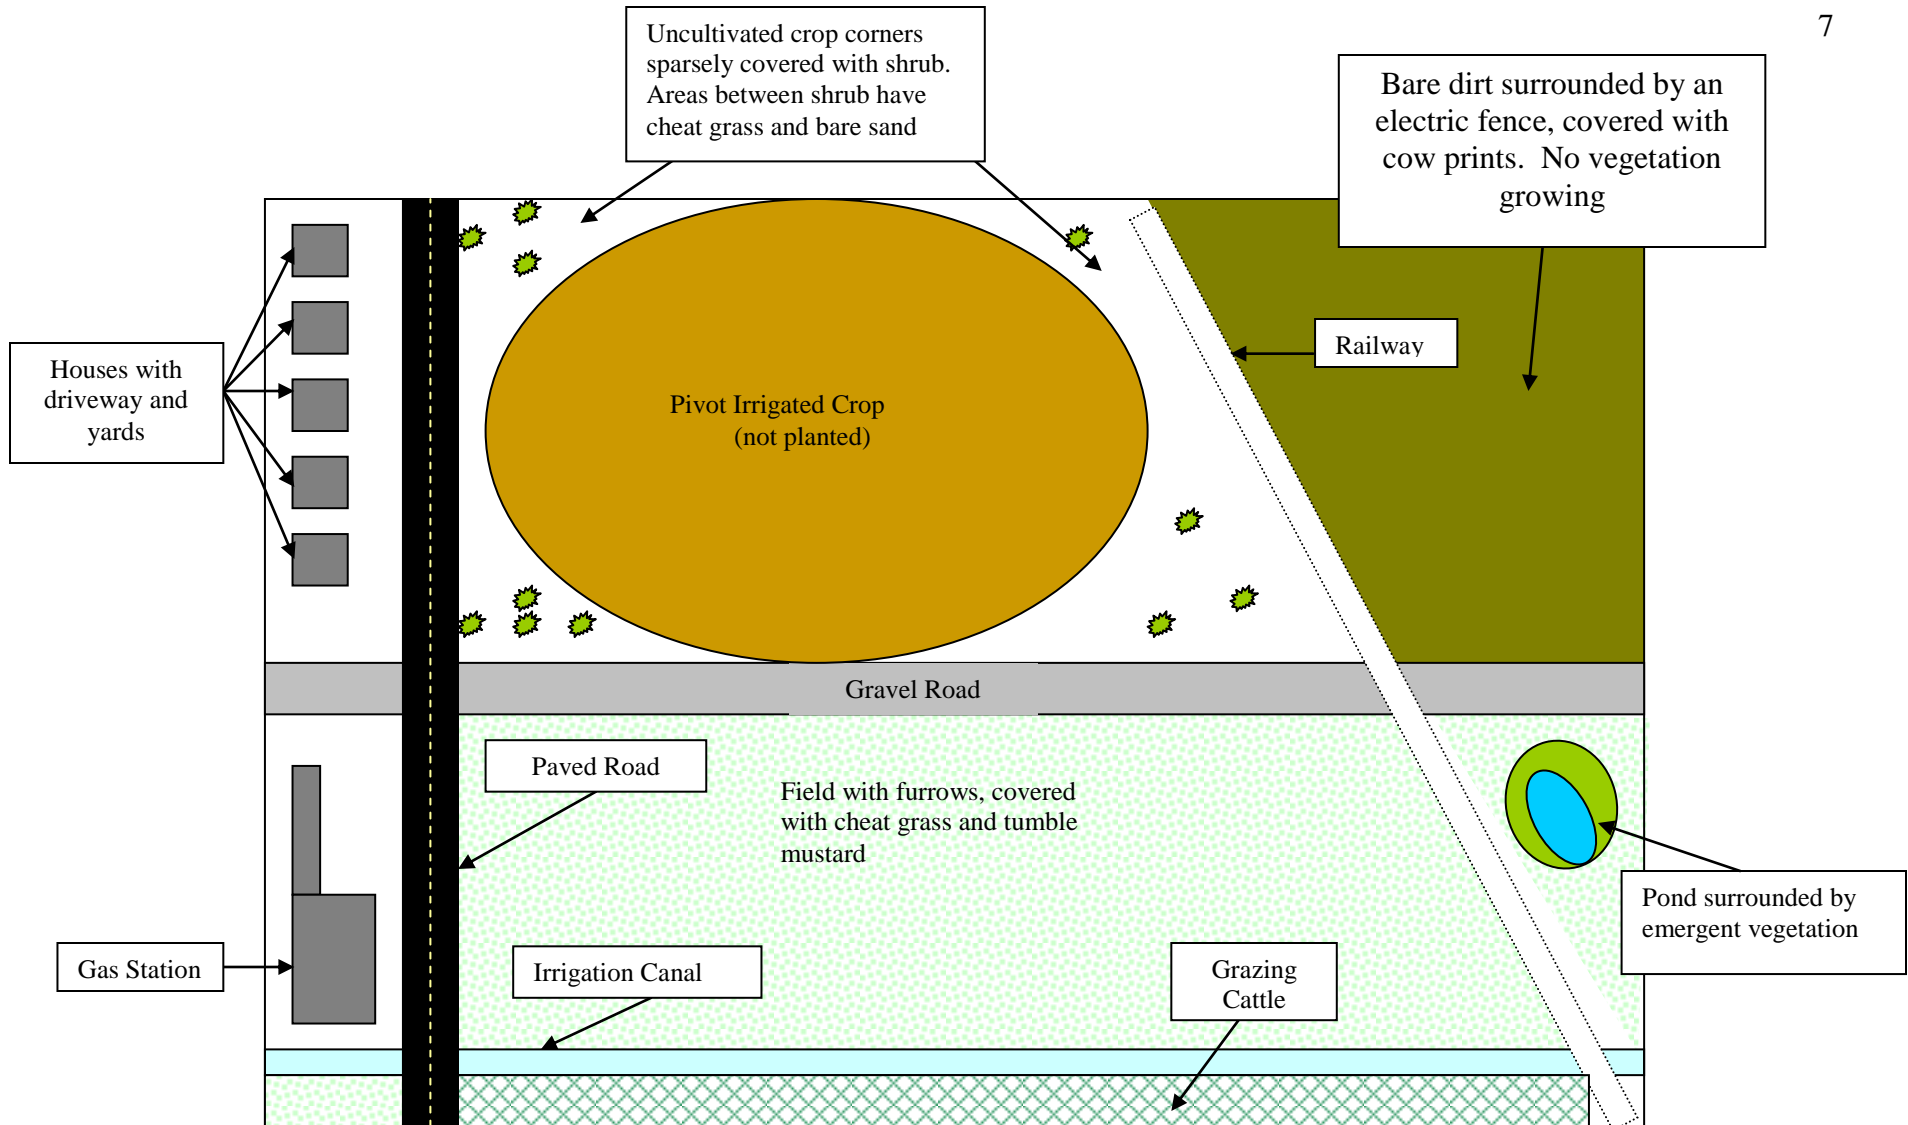 7
Uncultivated crop corners
sparsely covered with shrub.
Areas between shrub have
cheat grass and bare sand
Bare dirt surrounded by an
electric fence, covered with
cow prints.  No vegetation
growing
Railway
Houses with
driveway and
yards
Pivot Irrigated Crop
(not planted)
Gravel Road
Paved Road
Field with furrows, covered
with cheat grass and tumble
mustard
Pond surrounded by
emergent vegetation
Gas Station
Irrigation Canal
Grazing
Cattle